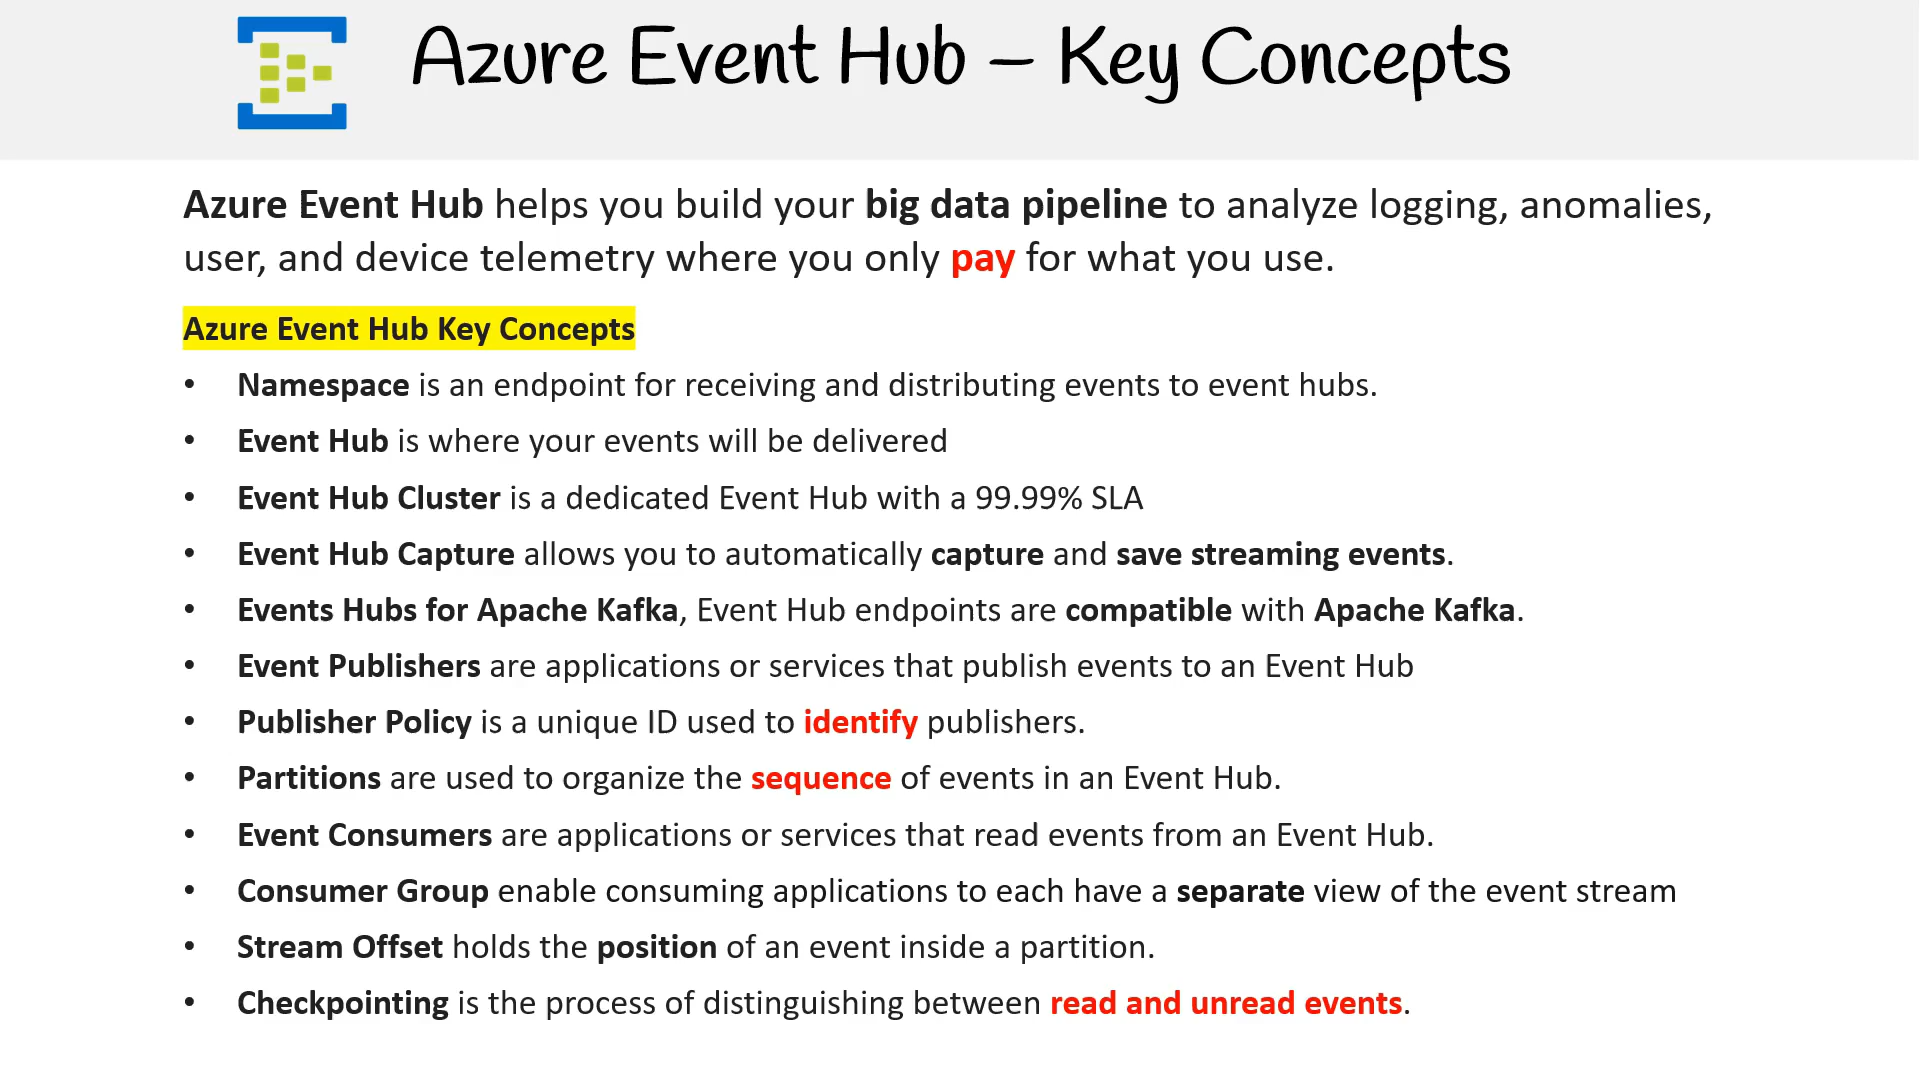 Azure Event Hub – Key Concepts
Azure Event Hub helps you build your big data pipeline to analyze logging, anomalies,
user, and device telemetry where you only pay for what you use.
Azure Event Hub Key Concepts
• Namespace is an endpoint for receiving and distributing events to event hubs.
• Event Hub is where your events will be delivered
• Event Hub Cluster is a dedicated Event Hub with a 99.99% SLA
• Event Hub Capture allows you to automatically capture and save streaming events.
• Events Hubs for Apache Kafka, Event Hub endpoints are compatible with Apache Kafka.
• Event Publishers are applications or services that publish events to an Event Hub
• Publisher Policy is a unique ID used to identify publishers.
• Partitions are used to organize the sequence of events in an Event Hub.
• Event Consumers are applications or services that read events from an Event Hub.
• Consumer Group enable consuming applications to each have a separate view of the event stream
• Stream Offset holds the position of an event inside a partition.
• Checkpointing is the process of distinguishing between read and unread events.